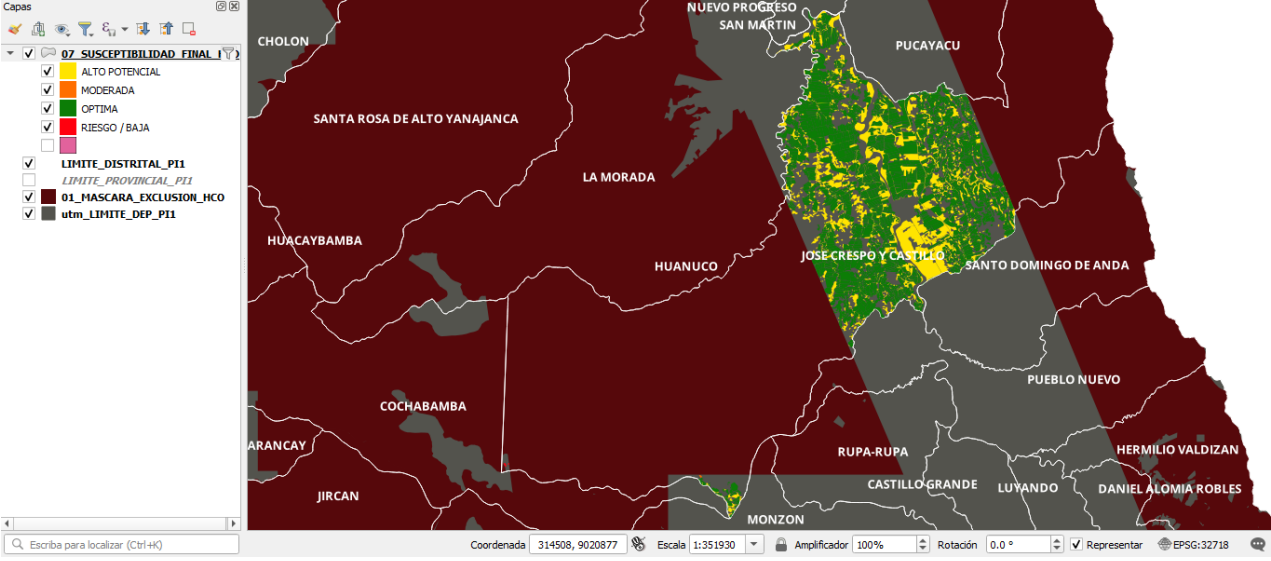 Capas
07_SUSCEPTIBILIDAD_FINAL_
ALTO POTENCIAL
MODERADA
OPTIMA
RIESGO / BAJA
LIMITE_DISTRITAL_PI1
LIMITE_PROVINCIAL_PI1
01_MASCARA_EXCLUSION_HCO
utm_LIMITE_DEP_PI1
NUEVO PROGRESO
SAN MARTIN
CHOLON
PUCAYACU
SANTA ROSA DE ALTO YANAJANCA
LA MORADA
HUACAYBAMBA
HUANUCO
JOSE CRESPO Y CASTILLO
SANTO DOMINGO DE ANDA
PUEBLO NUEVO
COCHABAMBA
ARANCAY
RUPA-RUPA
HERMILIO VALDIZAN
CASTILLO GRANDE
LUYANDO
DANIEL ALOMIA ROBLES
JIRCAN
MONZON
Escriba para localizar (Ctrl+K)
Coordenada 314508, 9020877 Escala 1:351930 Amplificador 100% Rotación 0.0 ° Representar EPSG:32718